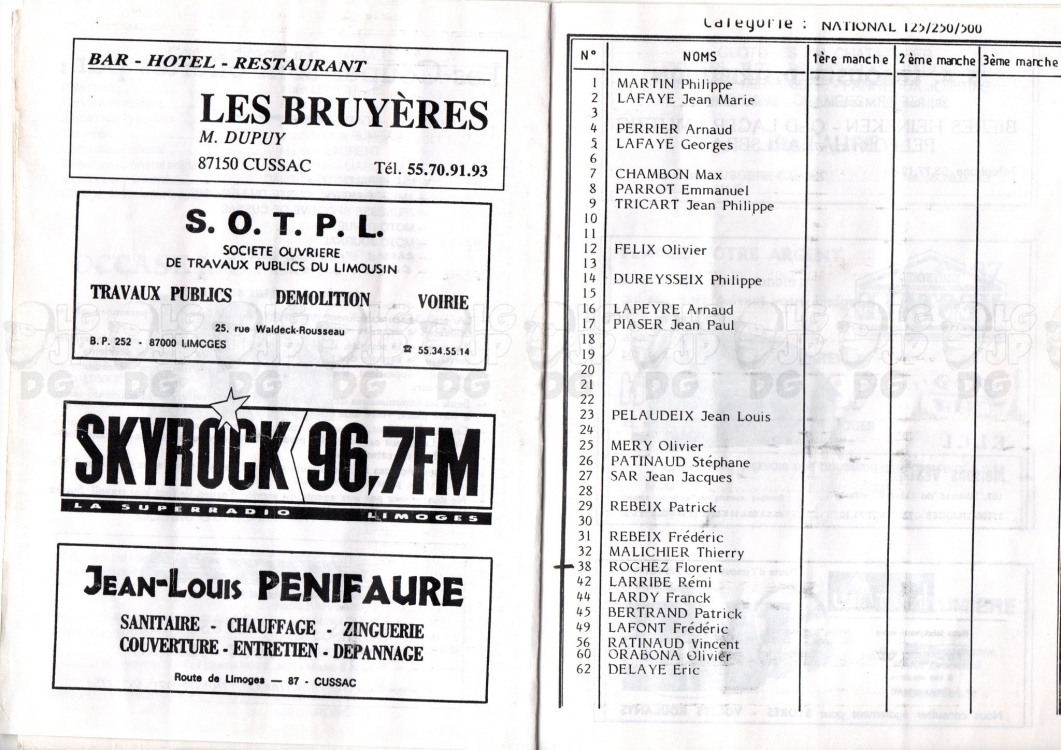 BAR - HOTEL - RESTAURANT
LES BRUYÈRES
M. DUPUY
87150 CUSSAC Tél. 55.70.91.93
S. O. T. P. L.
SOCIETE OUVRIERE
DE TRAVAUX PUBLICS DU LIMOUSIN
TRAVAUX PUBLICS DEMOLITION VOIRIE
25. rue Waldeck-Rousseau
B.P. 252 - 87000 LIMOGES ☎ 55.34.55.14
SKYROCK 96,7FM
LA SUPERRADIO LIMOGES
JEAN-LOUIS PENIFAURE
SANITAIRE - CHAUFFAGE - ZINGUERIE
COUVERTURE - ENTRETIEN - DEPANNAGE
Route de Limoges — 87 - CUSSAC
Catégorie : NATIONAL 125/250/500
N° NOMS 1ère manche 2ème manche 3ème manche
1 MARTIN Philippe
2 LAFAYE Jean Marie
3
4 PERRIER Arnaud
5 LAFAYE Georges
6
7 CHAMBON Max
8 PARROT Emmanuel
9 TRICART Jean Philippe
10
11
12 FELIX Olivier
13
14 DUREYSSEIX Philippe
15
16 LAPEYRE Arnaud
17 PIASER Jean Paul
18
19
20
21
22
23 PELAUDEIX Jean Louis
24
25 MERY Olivier
26 PATINAUD Stéphane
27 SAR Jean Jacques
28
29 REBEIX Patrick
30
31 REBEIX Frédéric
32 MALICHIER Thierry
38 ROCHEZ Florent
42 LARRIBE Rémi
44 LARDY Franck
45 BERTRAND Patrick
49 LAFONT Frédéric
56 RATINAUD Vincent
60 ORABONA Olivier
62 DELAYE Eric